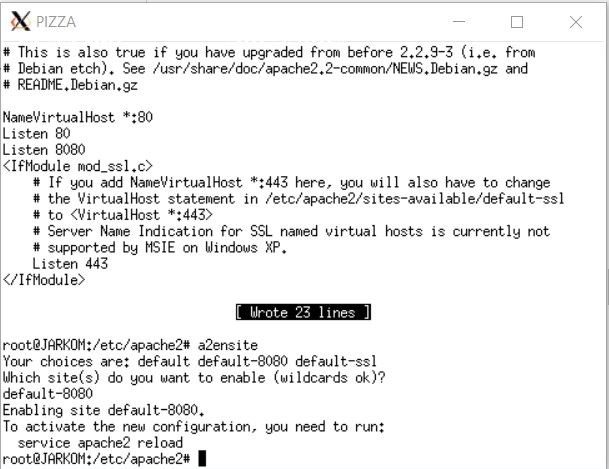 PIZZA
# This is also true if you have upgraded from before 2.2.9-3 (i.e. from
# Debian etch). See /usr/share/doc/apache2.2-common/NEWS.Debian.gz and
# README.Debian.gz
NameVirtualHost *:80
Listen 80
Listen 8080
<IfModule mod_ssl.c>
    # If you add NameVirtualHost *:443 here, you will also have to change
    # the VirtualHost statement in /etc/apache2/sites-available/default-ssl
    # to <VirtualHost *:443>
    # Server Name Indication for SSL named virtual hosts is currently not
    # supported by MSIE on Windows XP.
    Listen 443
</IfModule>
[ Wrote 23 lines ]
root@JARKOM:/etc/apache2# a2ensite
Your choices are: default default-8080 default-ssl
Which site(s) do you want to enable (wildcards ok)?
default-8080
Enabling site default-8080.
To activate the new configuration, you need to run:
  service apache2 reload
root@JARKOM:/etc/apache2#